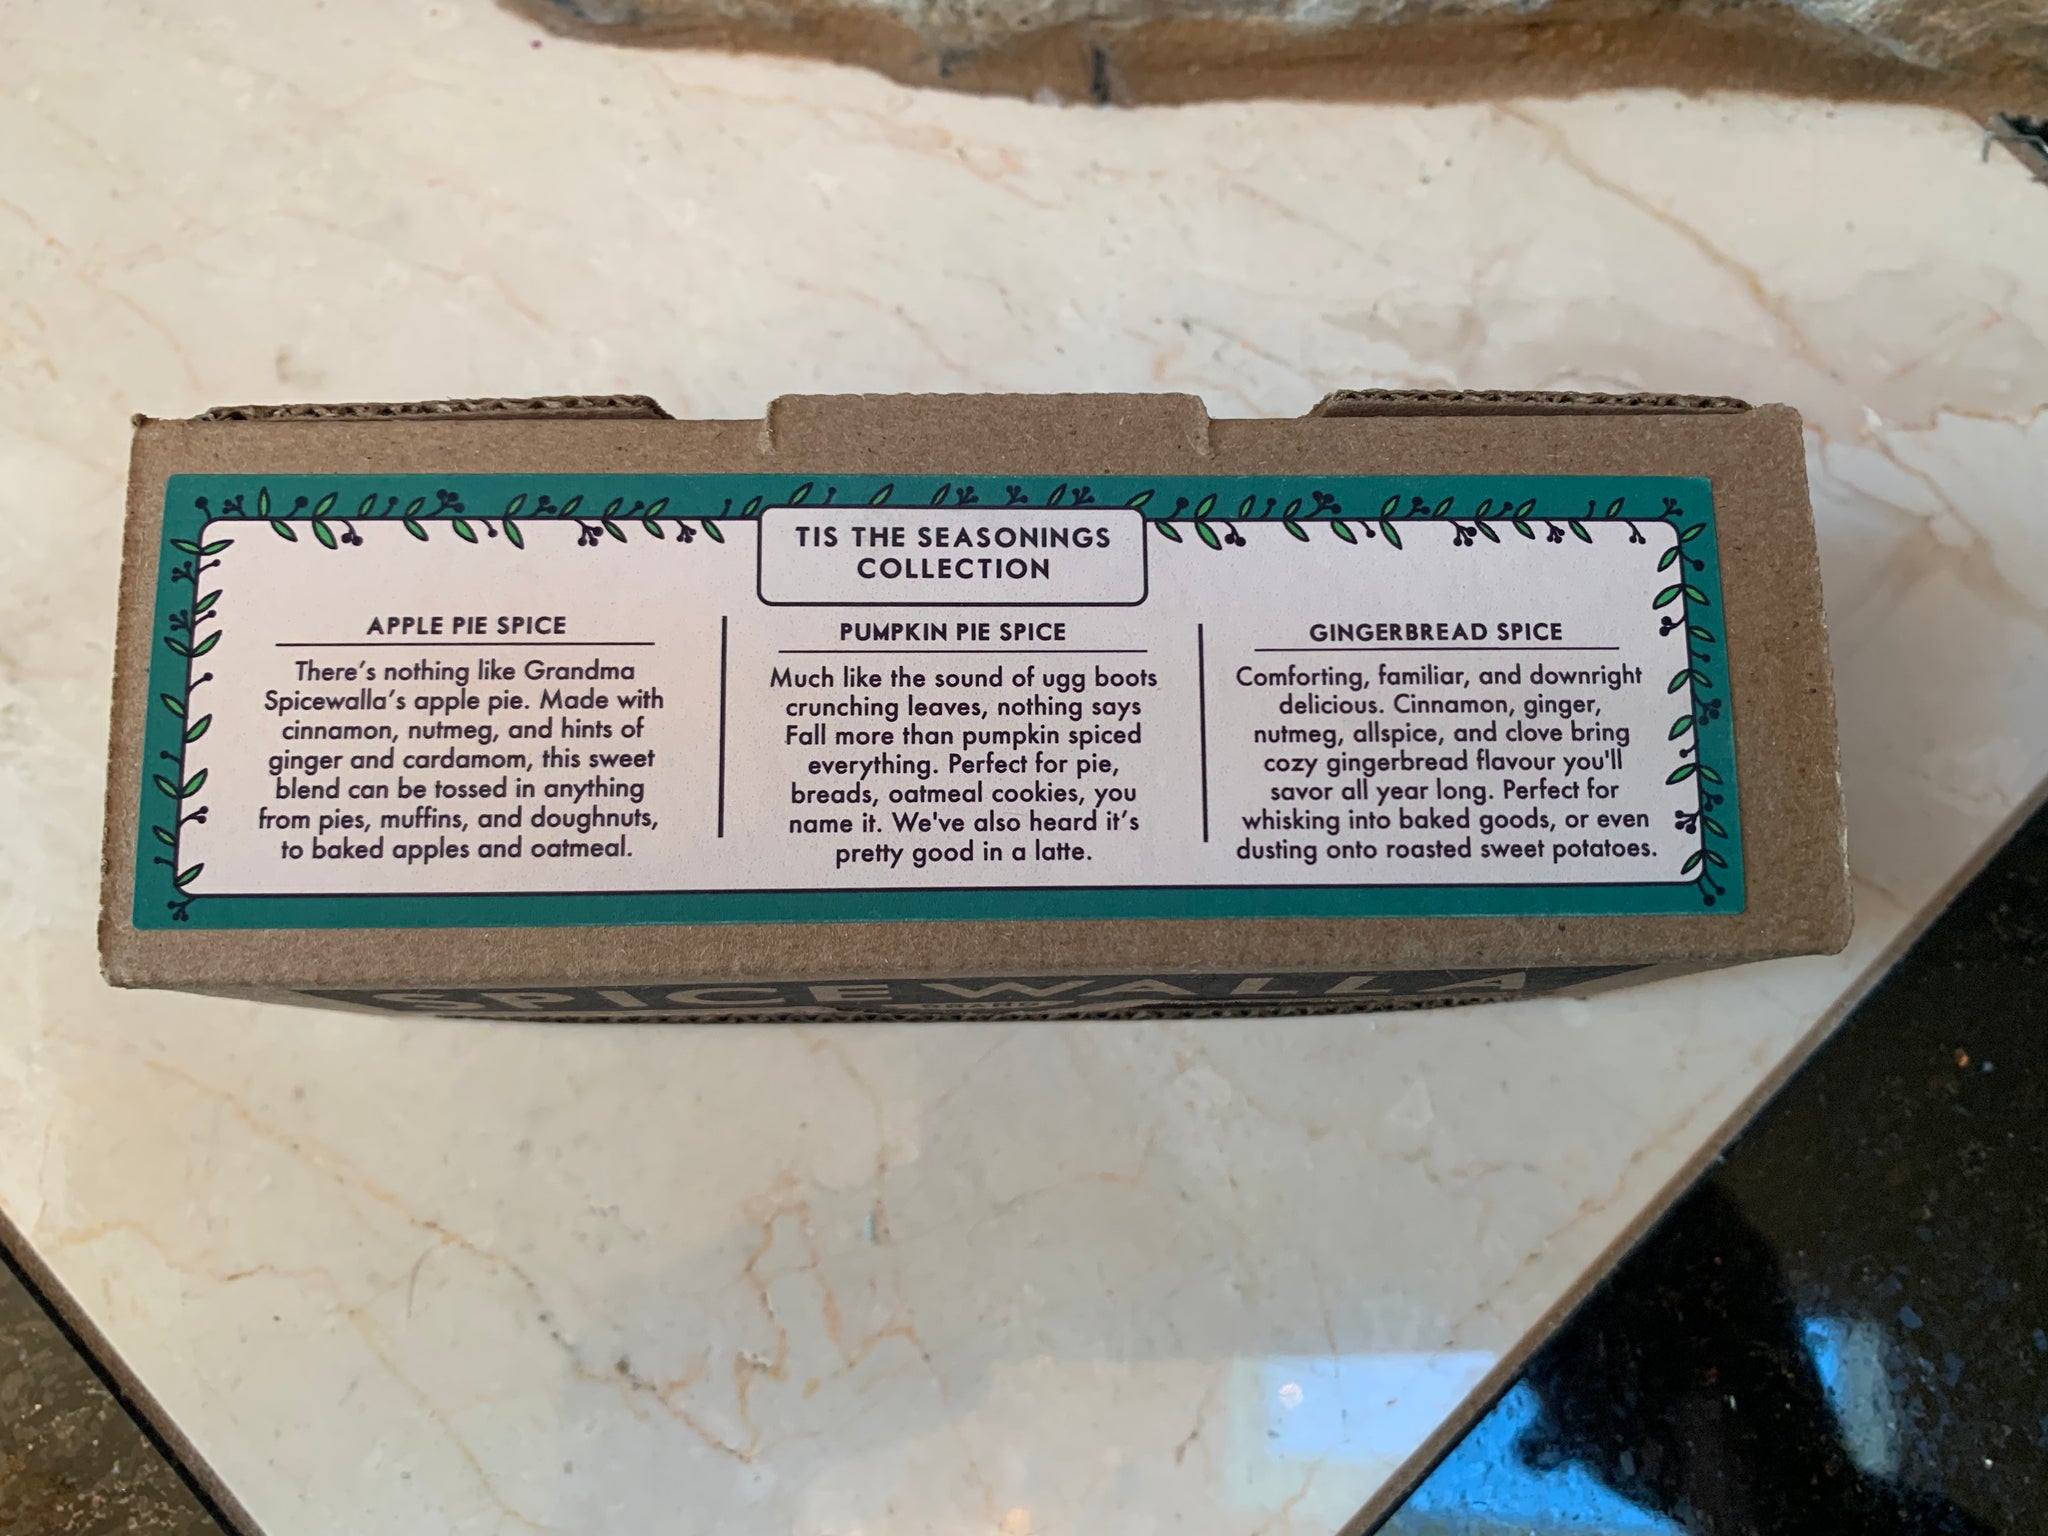 TIS THE SEASONINGS
COLLECTION
APPLE PIE SPICE
There's nothing like Grandma
Spicewalla's apple pie. Made with
cinnamon, nutmeg, and hints of
ginger and cardamom, this sweet
blend can be tossed in anything
from pies, muffins, and doughnuts,
to baked apples and oatmeal.
PUMPKIN PIE SPICE
Much like the sound of ugg boots
crunching leaves, nothing says
Fall more than pumpkin spiced
everything. Perfect for pie,
breads, oatmeal cookies, you
name it. We've also heard it's
pretty good in a latte.
GINGERBREAD SPICE
Comforting, familiar, and downright
delicious. Cinnamon, ginger,
nutmeg, allspice, and clove bring
cozy gingerbread flavour you'll
savor all year long. Perfect for
whisking into baked goods, or even
dusting onto roasted sweet potatoes.
SPICEWALLA
BRAND